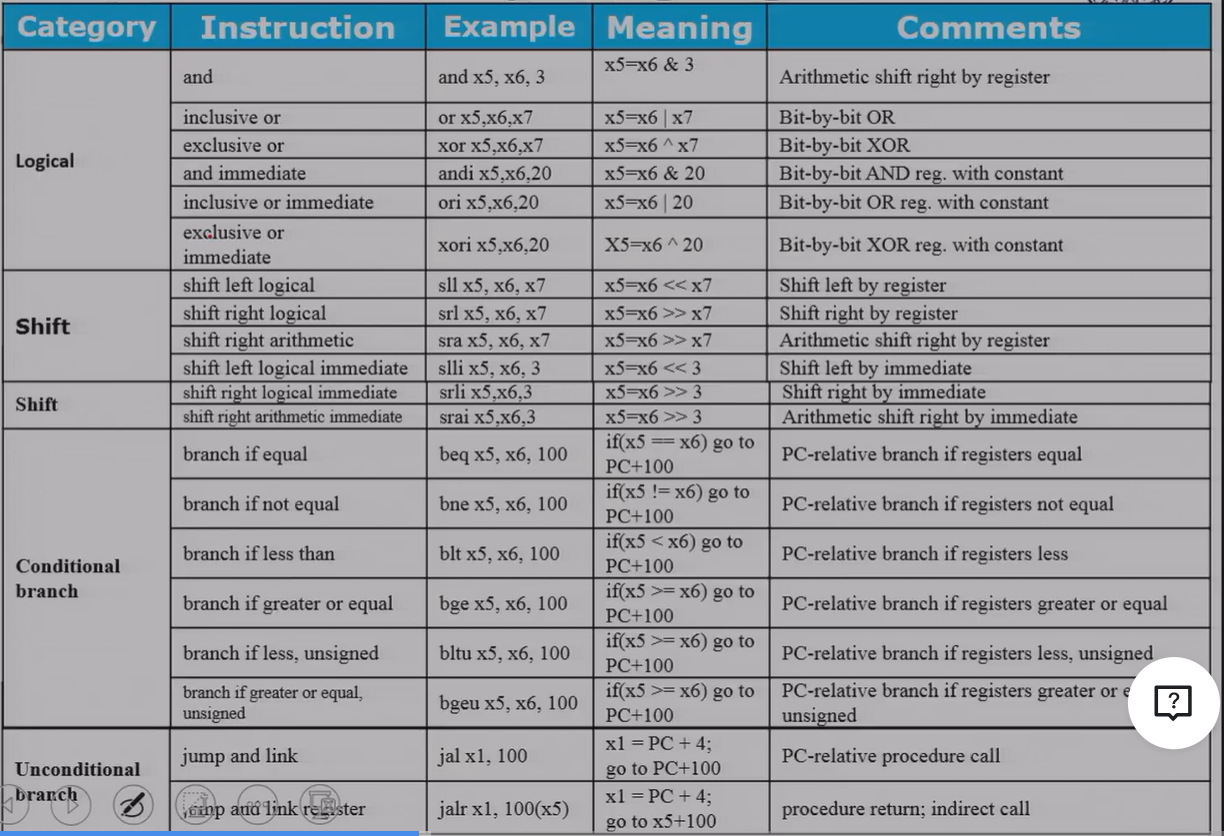 Category Instruction Example Meaning Comments
Logical
and and x5, x6, 3 x5=x6 & 3 Arithmetic shift right by register
inclusive or or x5,x6,x7 x5=x6 | x7 Bit-by-bit OR
exclusive or xor x5,x6,x7 x5=x6 ^ x7 Bit-by-bit XOR
and immediate andi x5,x6,20 x5=x6 & 20 Bit-by-bit AND reg. with constant
inclusive or immediate ori x5,x6,20 x5=x6 | 20 Bit-by-bit OR reg. with constant
exclusive or
immediate xori x5,x6,20 X5=x6 ^ 20 Bit-by-bit XOR reg. with constant
Shift
shift left logical sll x5, x6, x7 x5=x6 << x7 Shift left by register
shift right logical srl x5, x6, x7 x5=x6 >> x7 Shift right by register
shift right arithmetic sra x5, x6, x7 x5=x6 >> x7 Arithmetic shift right by register
shift left logical immediate slli x5, x6, 3 x5=x6 << 3 Shift left by immediate
Shift
shift right logical immediate srli x5,x6,3 x5=x6 >> 3 Shift right by immediate
shift right arithmetic immediate srai x5,x6,3 x5=x6 >> 3 Arithmetic shift right by immediate
Conditional
branch
branch if equal beq x5, x6, 100 if(x5 == x6) go to
PC+100 PC-relative branch if registers equal
branch if not equal bne x5, x6, 100 if(x5 != x6) go to
PC+100 PC-relative branch if registers not equal
branch if less than blt x5, x6, 100 if(x5 < x6) go to
PC+100 PC-relative branch if registers less
branch if greater or equal bge x5, x6, 100 if(x5 >= x6) go to
PC+100 PC-relative branch if registers greater or equal
branch if less, unsigned bltu x5, x6, 100 if(x5 >= x6) go to
PC+100 PC-relative branch if registers less, unsigned
branch if greater or equal,
unsigned bgeu x5, x6, 100 if(x5 >= x6) go to
PC+100 PC-relative branch if registers greater or
unsigned
Unconditional
branch
jump and link jal x1, 100 x1 = PC + 4;
go to PC+100 PC-relative procedure call
and link register jalr x1, 100(x5) x1 = PC + 4;
go to x5+100 procedure return; indirect call